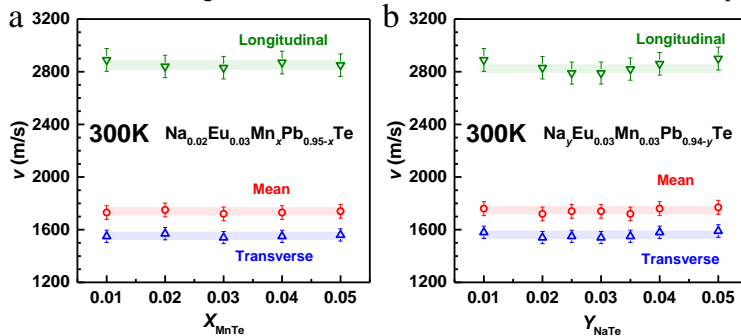 a
b
3200
2800
2400
2000
1600
1200
v (m/s)
Longitudinal
300K Na0.02Eu0.03MnxPb0.95-xTe
Mean
Transverse
0.01 0.02 0.03 0.04 0.05
XMnTe
3200
2800
2400
2000
1600
1200
v (m/s)
Longitudinal
300K NayEu0.03Mn0.03Pb0.94-yTe
Mean
Transverse
0.01 0.02 0.03 0.04 0.05
YNaTe